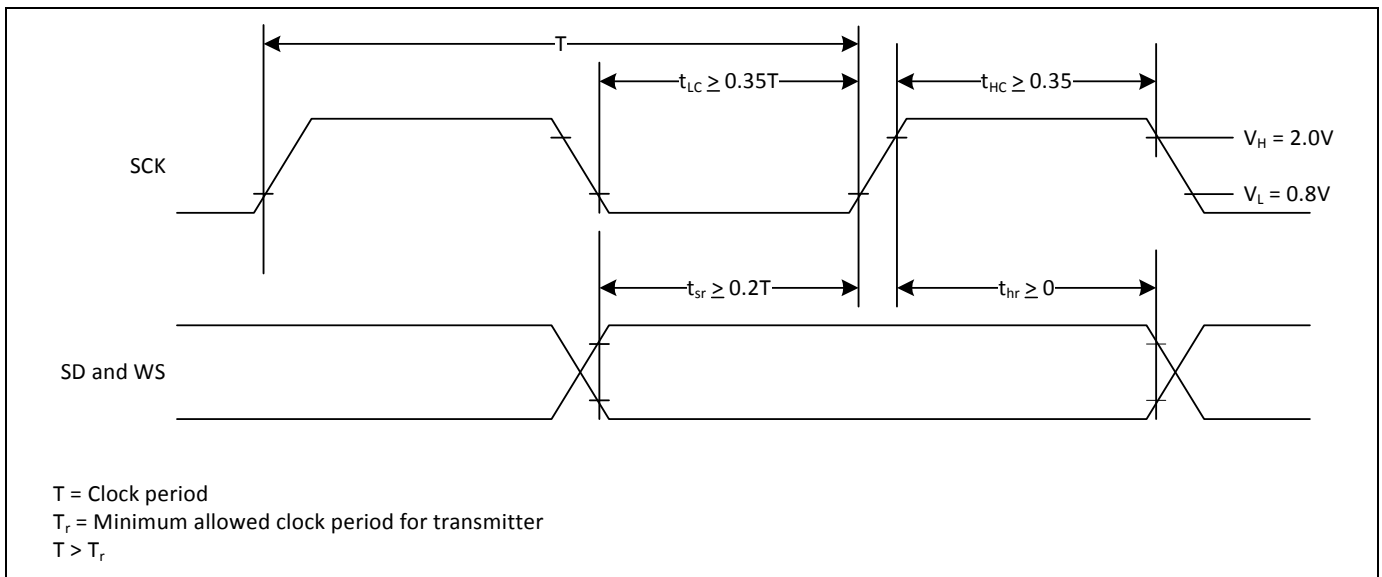 T
t_LC ≥ 0.35T
t_HC ≥ 0.35
V_H = 2.0V
SCK
V_L = 0.8V
t_sr ≥ 0.2T
t_hr ≥ 0
SD and WS
T = Clock period
T_r = Minimum allowed clock period for transmitter
T > T_r